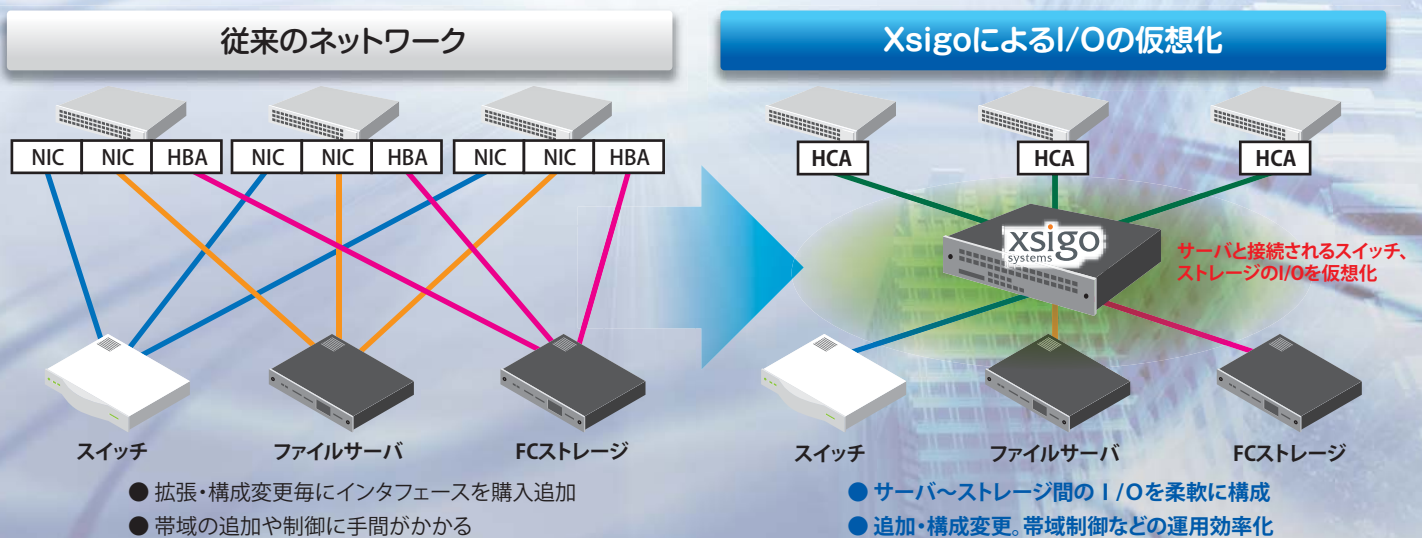 従来のネットワーク
NIC NIC HBA NIC NIC HBA NIC NIC HBA
スイッチ
ファイルサーバ
FCストレージ
● 拡張・構成変更毎にインタフェースを購入追加
● 帯域の追加や制御に手間がかかる
XsigoによるI/Oの仮想化
HCA HCA HCA
xsigo
systems
サーバと接続されるスイッチ、
ストレージのI/Oを仮想化
スイッチ
ファイルサーバ
FCストレージ
● サーバ〜ストレージ間のI/Oを柔軟に構成
● 追加・構成変更。帯域制御などの運用効率化